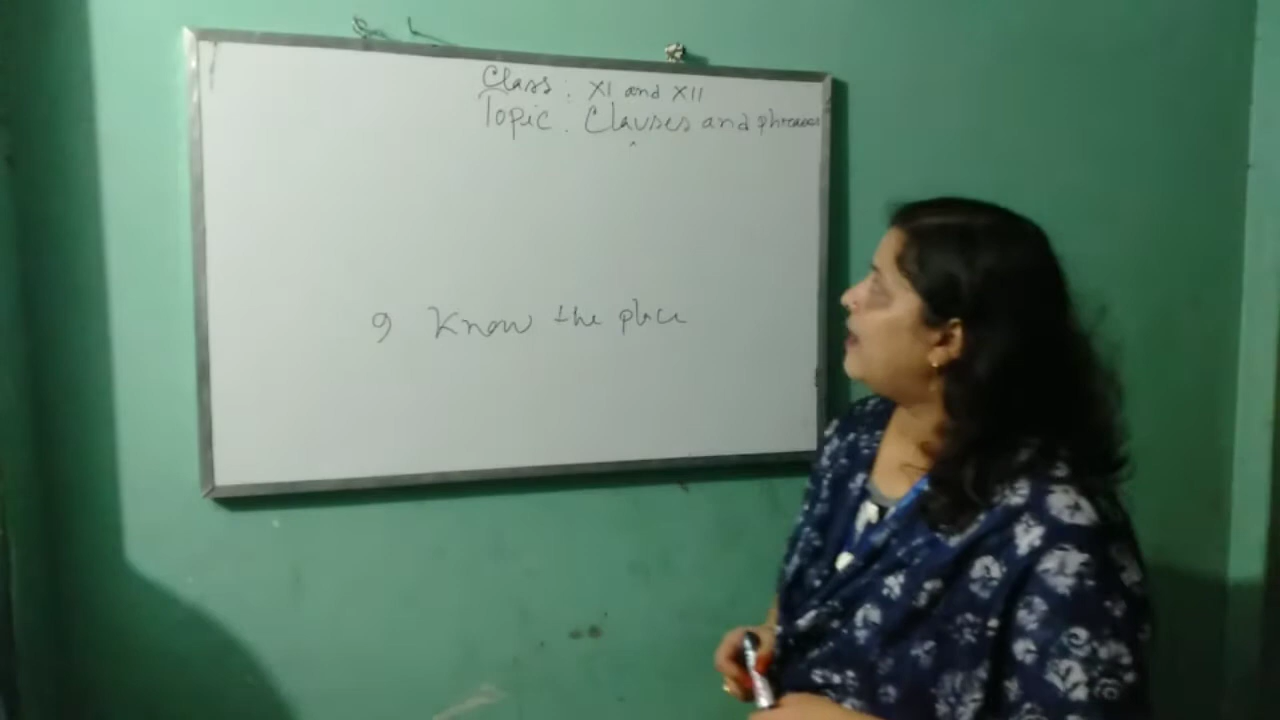 Class : XI and XII
Topic . Clauses and phrases
I know the place